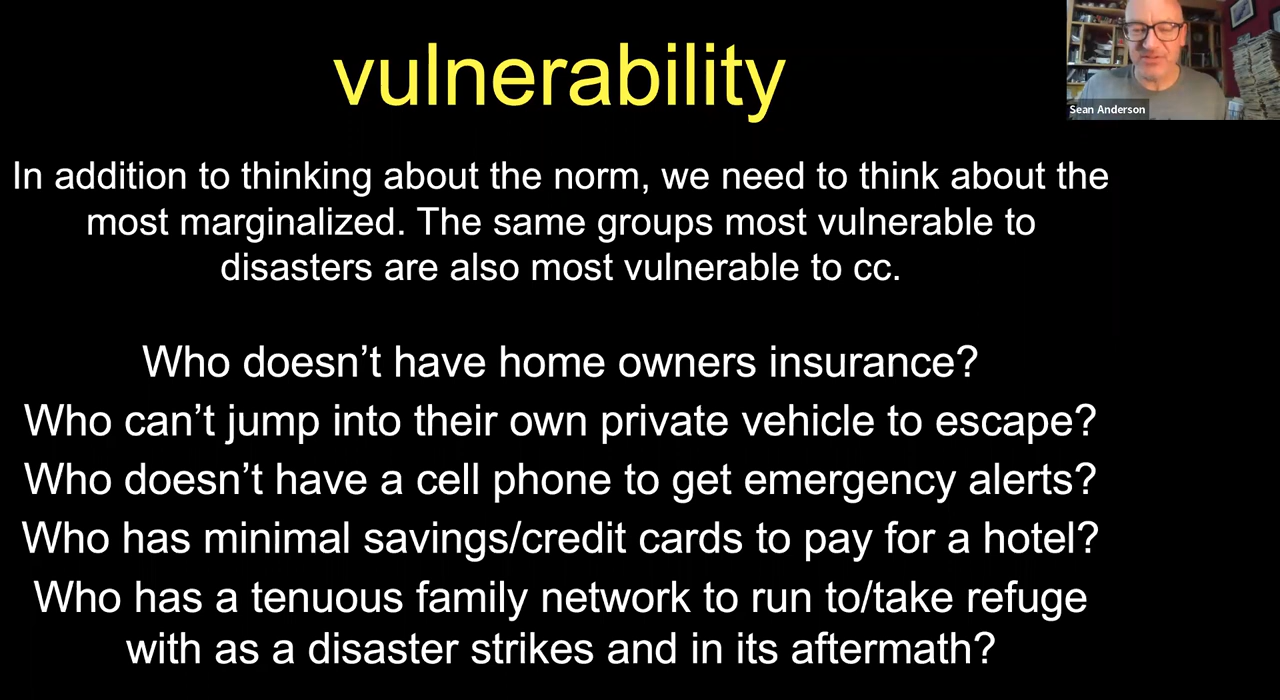 vulnerability
Sean Anderson
In addition to thinking about the norm, we need to think about the
most marginalized. The same groups most vulnerable to
disasters are also most vulnerable to cc.
Who doesn’t have home owners insurance?
Who can’t jump into their own private vehicle to escape?
Who doesn’t have a cell phone to get emergency alerts?
Who has minimal savings/credit cards to pay for a hotel?
Who has a tenuous family network to run to/take refuge
with as a disaster strikes and in its aftermath?